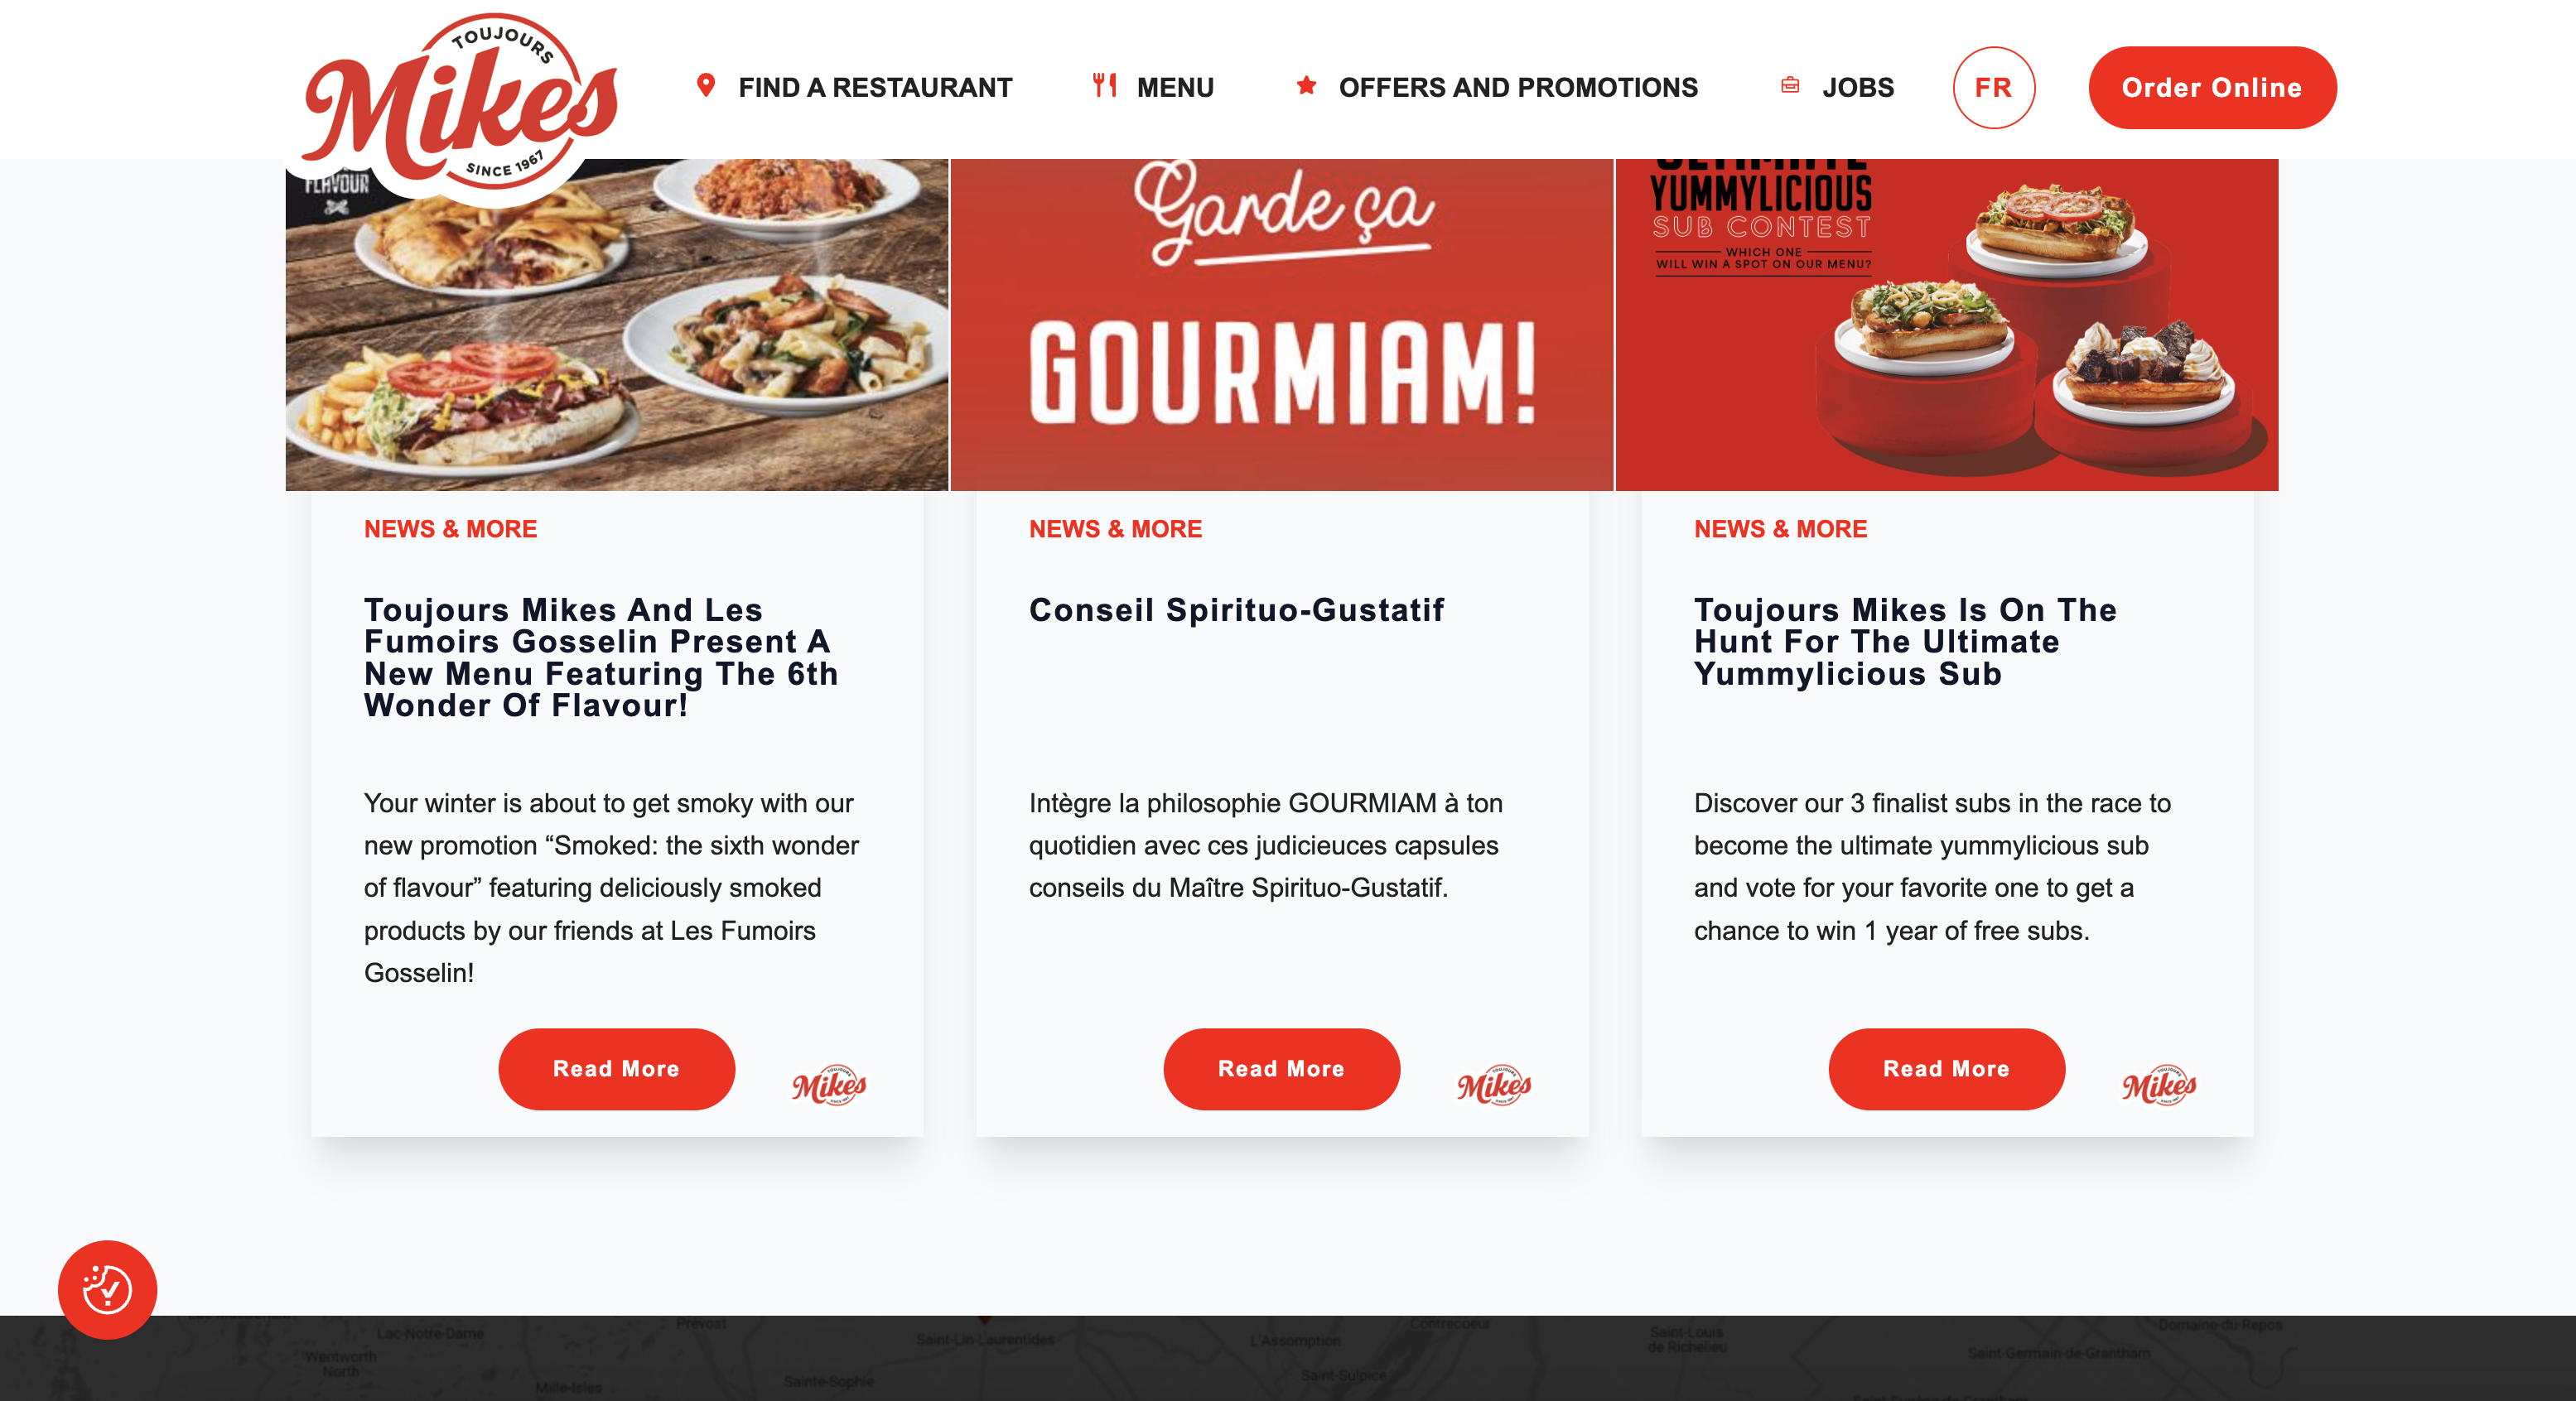 TOUJOURS
Mikes
SINCE 1967
FIND A RESTAURANT
MENU
OFFERS AND PROMOTIONS
JOBS
FR
Order Online
FLAVOUR
Garde ça
GOURMIAM!
ULTIMATE
YUMMYLICIOUS
SUB CONTEST
WHICH ONE
WILL WIN A SPOT ON OUR MENU?
NEWS & MORE
Toujours Mikes And Les
Fumoirs Gosselin Present A
New Menu Featuring The 6th
Wonder Of Flavour!
Your winter is about to get smoky with our
new promotion “Smoked: the sixth wonder
of flavour” featuring deliciously smoked
products by our friends at Les Fumoirs
Gosselin!
Read More
Mikes
NEWS & MORE
Conseil Spirituo-Gustatif
Intègre la philosophie GOURMIAM à ton
quotidien avec ces judicieuces capsules
conseils du Maître Spirituo-Gustatif.
Read More
Mikes
NEWS & MORE
Toujours Mikes Is On The
Hunt For The Ultimate
Yummylicious Sub
Discover our 3 finalist subs in the race to
become the ultimate yummylicious sub
and vote for your favorite one to get a
chance to win 1 year of free subs.
Read More
Mikes
Lac-Notre-Dame
Prévost
Saint-Lin-Laurentides
L'Assomption
Contrecoeur
Saint-Louis
de Richelieu
Domaine-du-Repos
Wentworth
North
Saint-Germain-de-Grantham
Mille-Isles
Sainte-Sophie
Saint-Sulpice